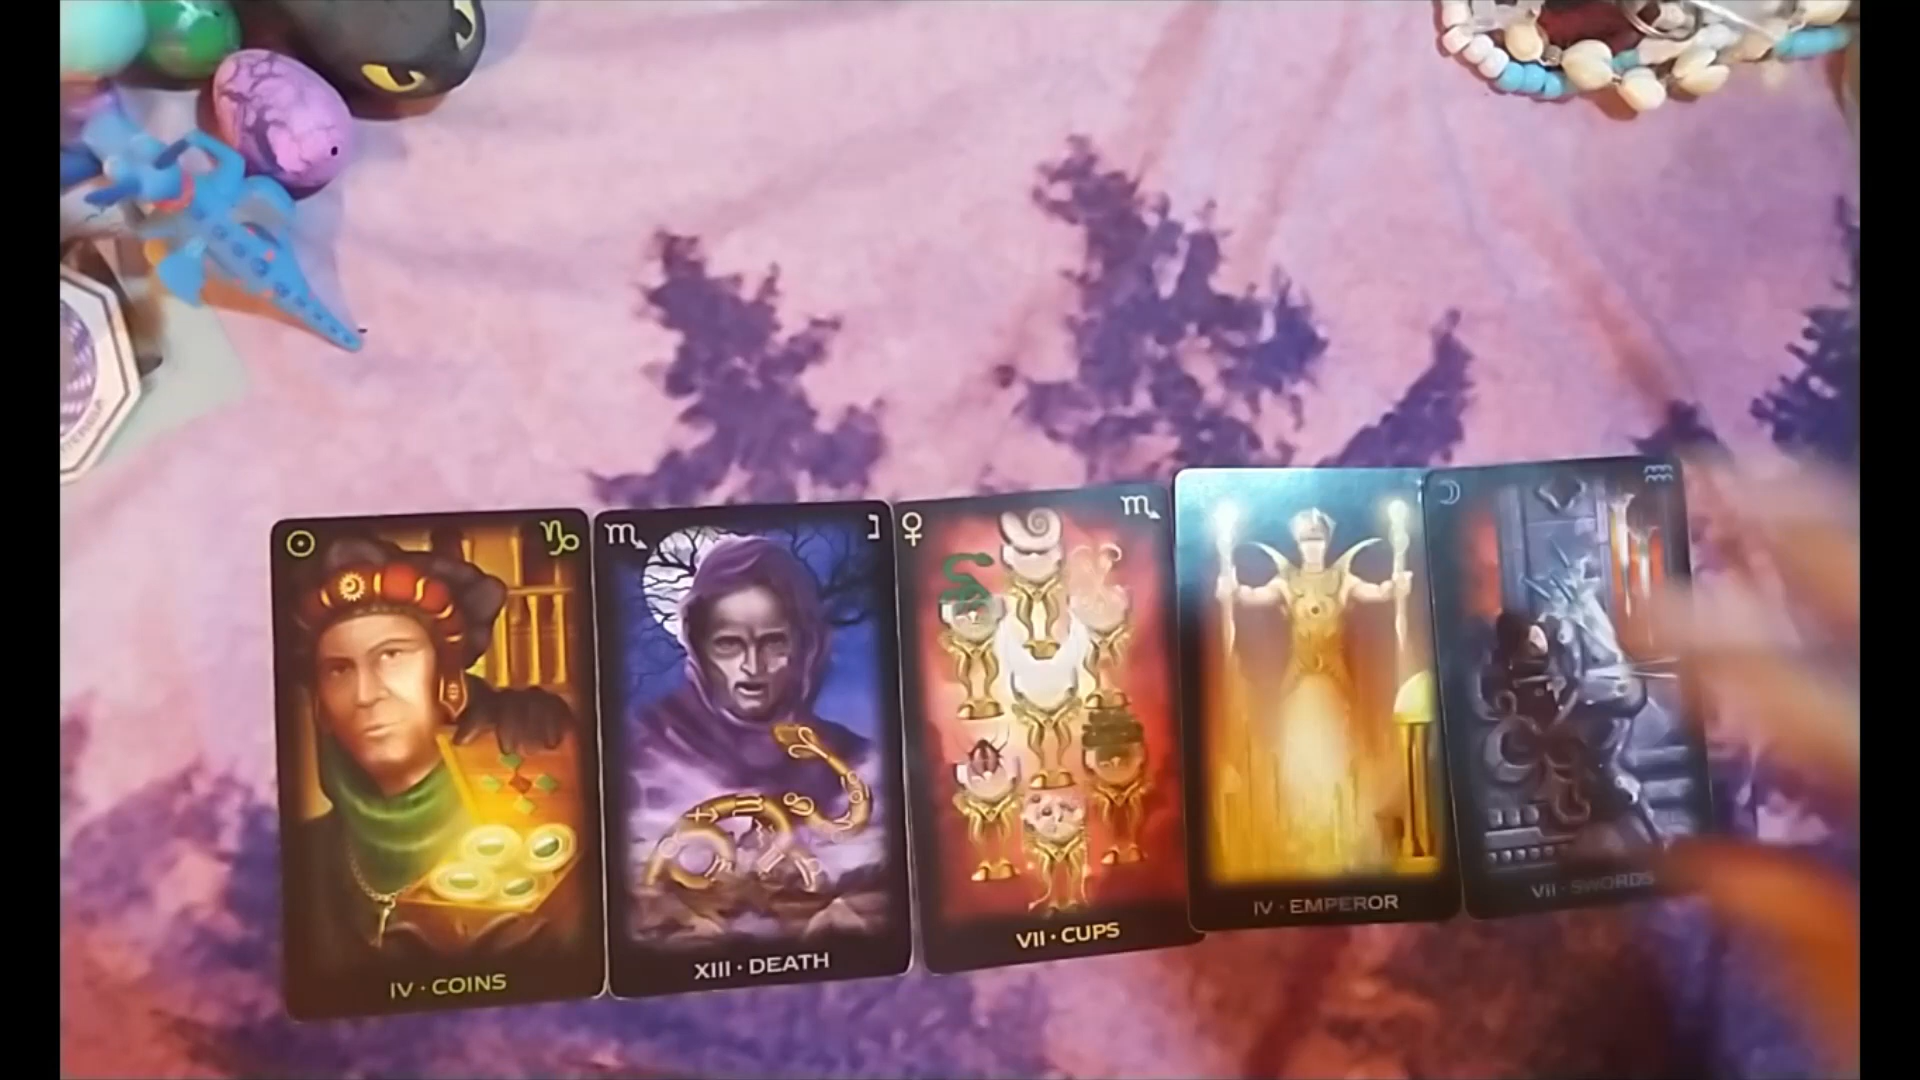 IV · COINS
XIII · DEATH
VII · CUPS
IV · EMPEROR
VII · SWORDS